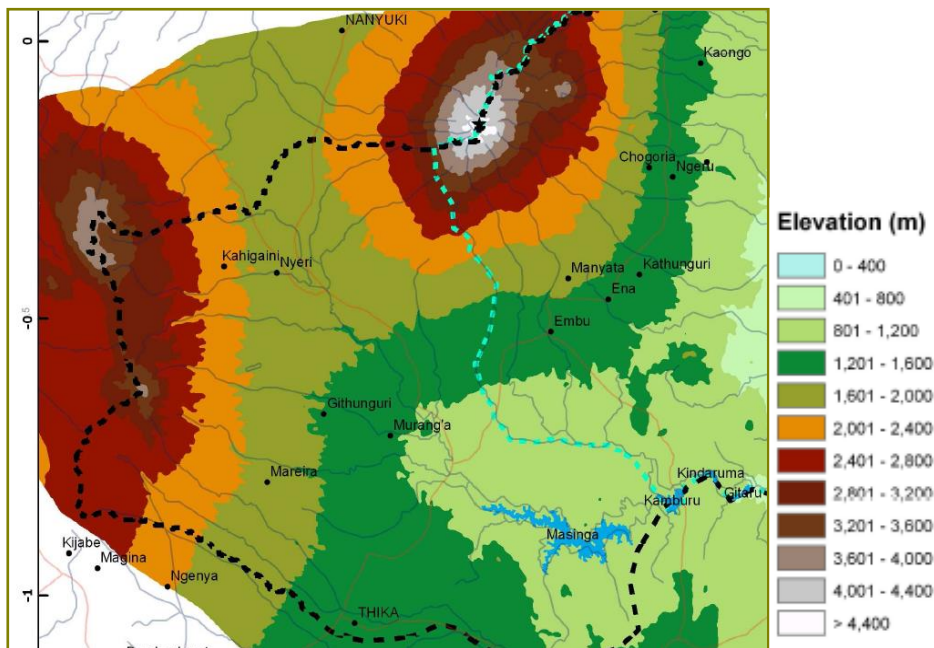 NANYUKI
0
Kaongo
Chogoria
Ngeru
Elevation (m)
0 - 400
401 - 800
801 - 1,200
1,201 - 1,600
1,601 - 2,000
2,001 - 2,400
2,401 - 2,800
2,801 - 3,200
3,201 - 3,600
3,601 - 4,000
4,001 - 4,400
> 4,400
Kahigaini
Nyeri
Manyata
Kathunguri
Ena
-0.5
Embu
Githunguri
Murang'a
Mareira
Kindaruma
Kamburu
Gitaru
Masinga
Kijabe
Magina
Ngenya
-1
THIKA